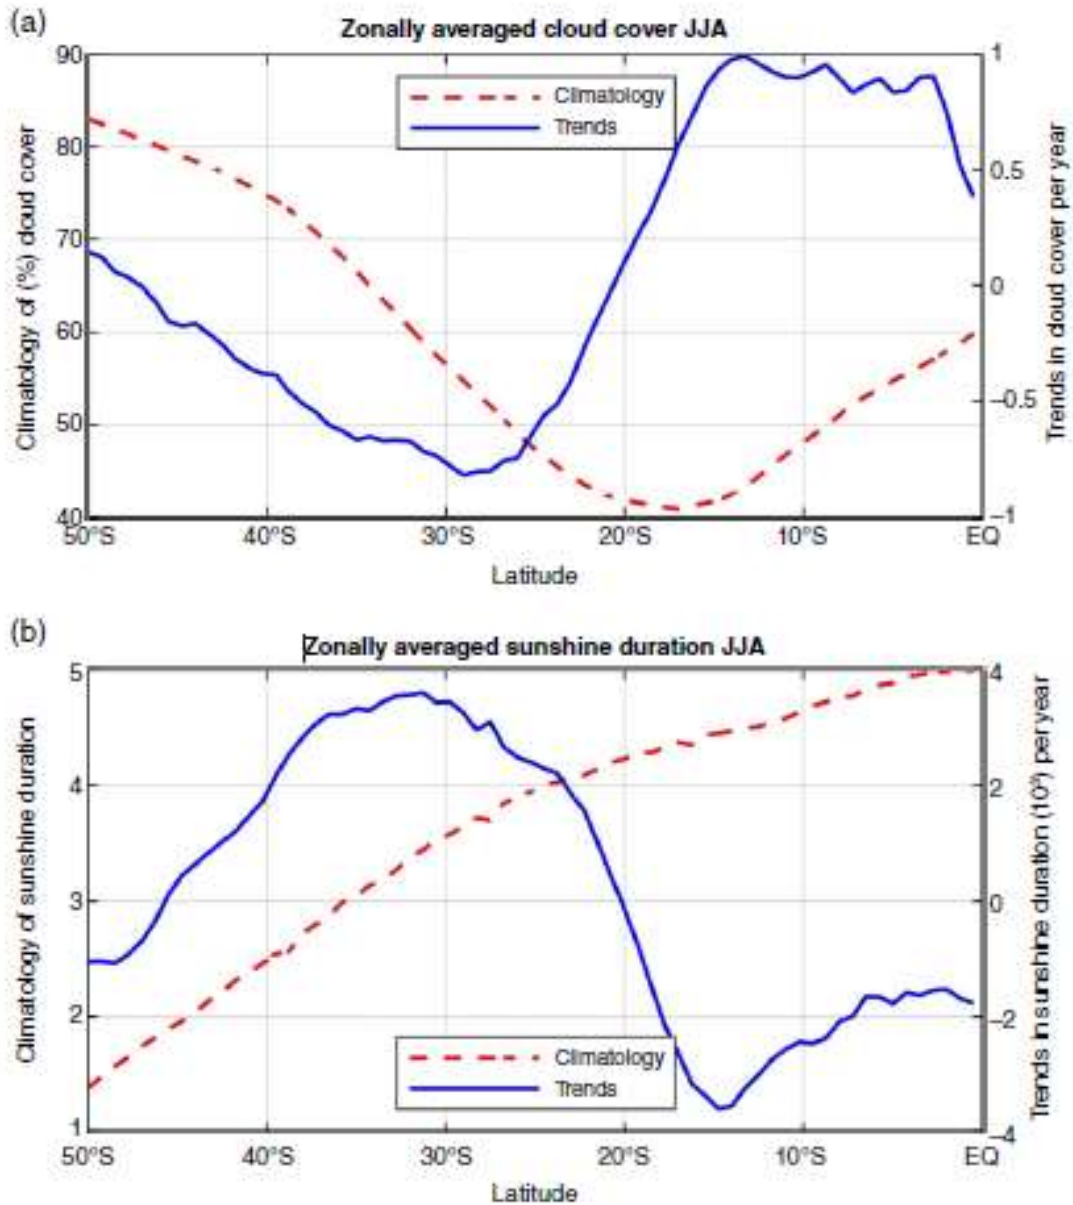 (a)
Zonally averaged cloud cover JJA
Climatology of (%) cloud cover
90
80
70
60
50
40
Climatology
Trends
1
0.5
0
−0.5
−1
Trends in cloud cover per year
50°S
40°S
30°S
20°S
10°S
EQ
Latitude
(b)
Zonally averaged sunshine duration JJA
Climatology of sunshine duration
5
4
3
2
1
Climatology
Trends
4
2
0
−2
−4
Trends in sunshine duration (10³) per year
50°S
40°S
30°S
20°S
10°S
EQ
Latitude